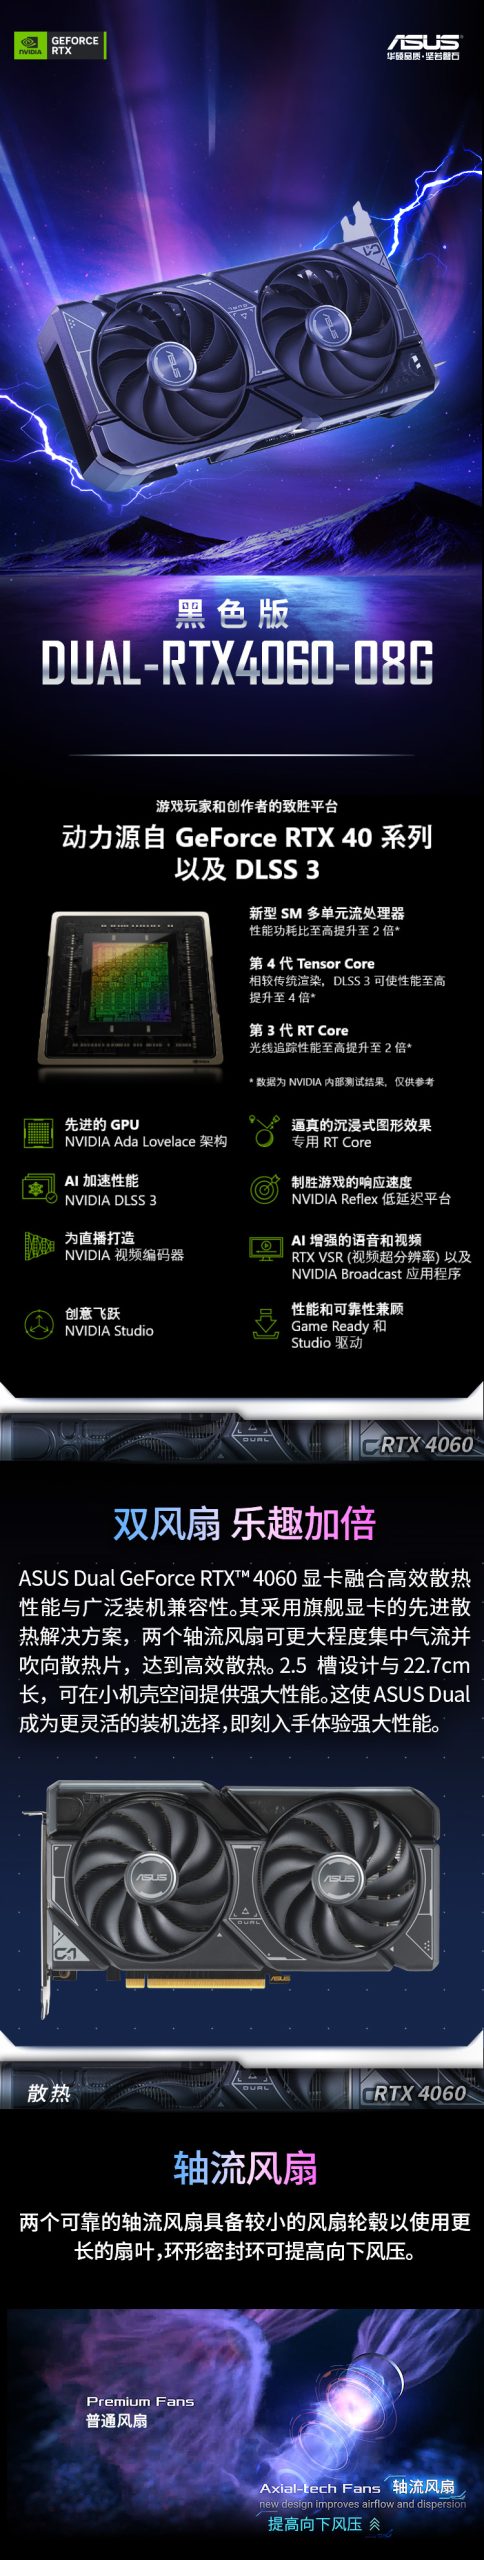 NVIDIA
GEFORCE
RTX
ASUS
华硕品质·坚若磐石
ASUS
DUAL
ASUS
黑色版
DUAL-RTX4060-O8G
游戏玩家和创作者的致胜平台
动力源自 GeForce RTX 40 系列
以及 DLSS 3
新型 SM 多单元流处理器
性能功耗比至高提升至 2 倍*
第 4 代 Tensor Core
相较传统渲染，DLSS 3 可使性能至高
提升至 4 倍*
第 3 代 RT Core
光线追踪性能至高提升至 2 倍*
* 数据为 NVIDIA 内部测试结果，仅供参考
先进的 GPU
NVIDIA Ada Lovelace 架构
逼真的沉浸式图形效果
专用 RT Core
AI 加速性能
NVIDIA DLSS 3
制胜游戏的响应速度
NVIDIA Reflex 低延迟平台
为直播打造
NVIDIA 视频编码器
AI 增强的语音和视频
RTX VSR (视频超分辨率) 以及
NVIDIA Broadcast 应用程序
创意飞跃
NVIDIA Studio
性能和可靠性兼顾
Game Ready 和
Studio 驱动
DUAL
RTX 4060
双风扇 乐趣加倍
ASUS Dual GeForce RTX™ 4060 显卡融合高效散热
性能与广泛装机兼容性。其采用旗舰显卡的先进散
热解决方案，两个轴流风扇可更大程度集中气流并
吹向散热片，达到高效散热。2.5 槽设计与 22.7cm
长，可在小机壳空间提供强大性能。这使 ASUS Dual
成为更灵活的装机选择，即刻入手体验强大性能。
ASUS
DUAL
ASUS
ASUS
散热
DUAL
RTX 4060
轴流风扇
两个可靠的轴流风扇具备较小的风扇轮毂以使用更
长的扇叶，环形密封环可提高向下风压。
Premium Fans
普通风扇
Axial-tech Fans 轴流风扇
new design improves airflow and dispersion
提高向下风压